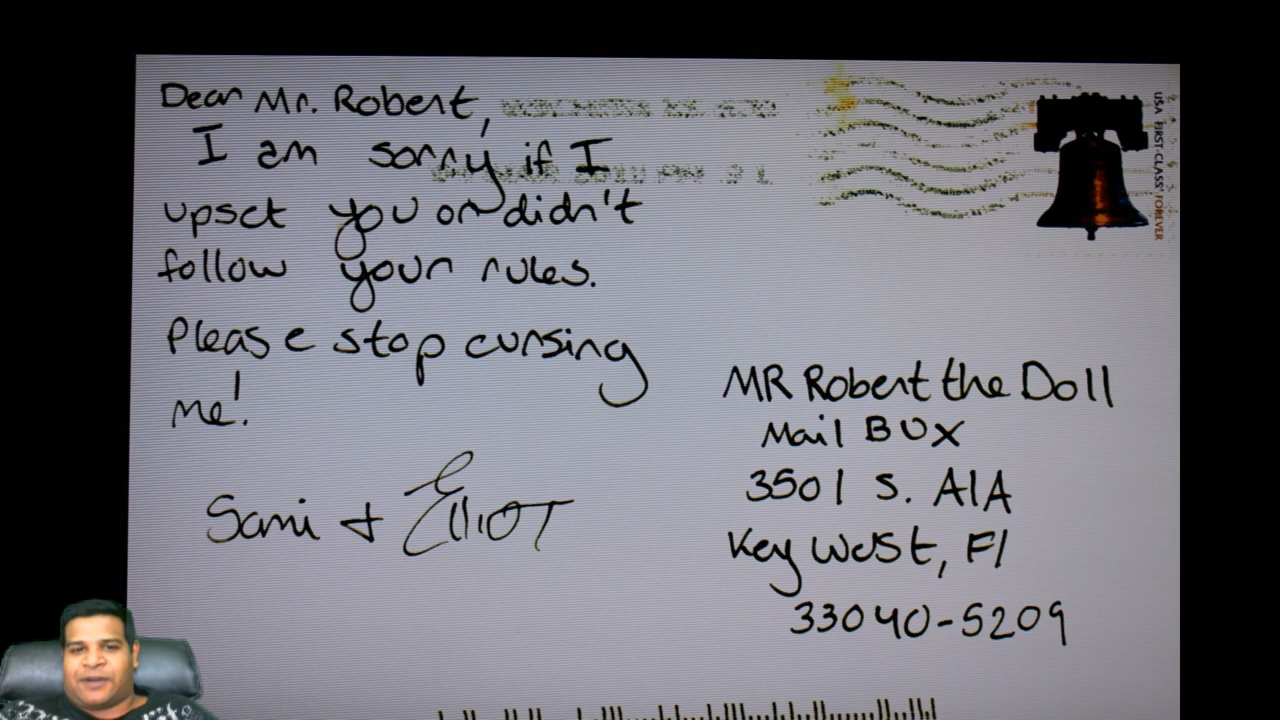 Dear Mr. Robert,
I am sorry if I
upset you or didn't
follow your rules.
Please stop cursing
me!
Sami & Elliot
USA FIRST-CLASS FOREVER
MR Robert the Doll
Mail BOX
3501 S. A1A
Key West, Fl
33040-5209